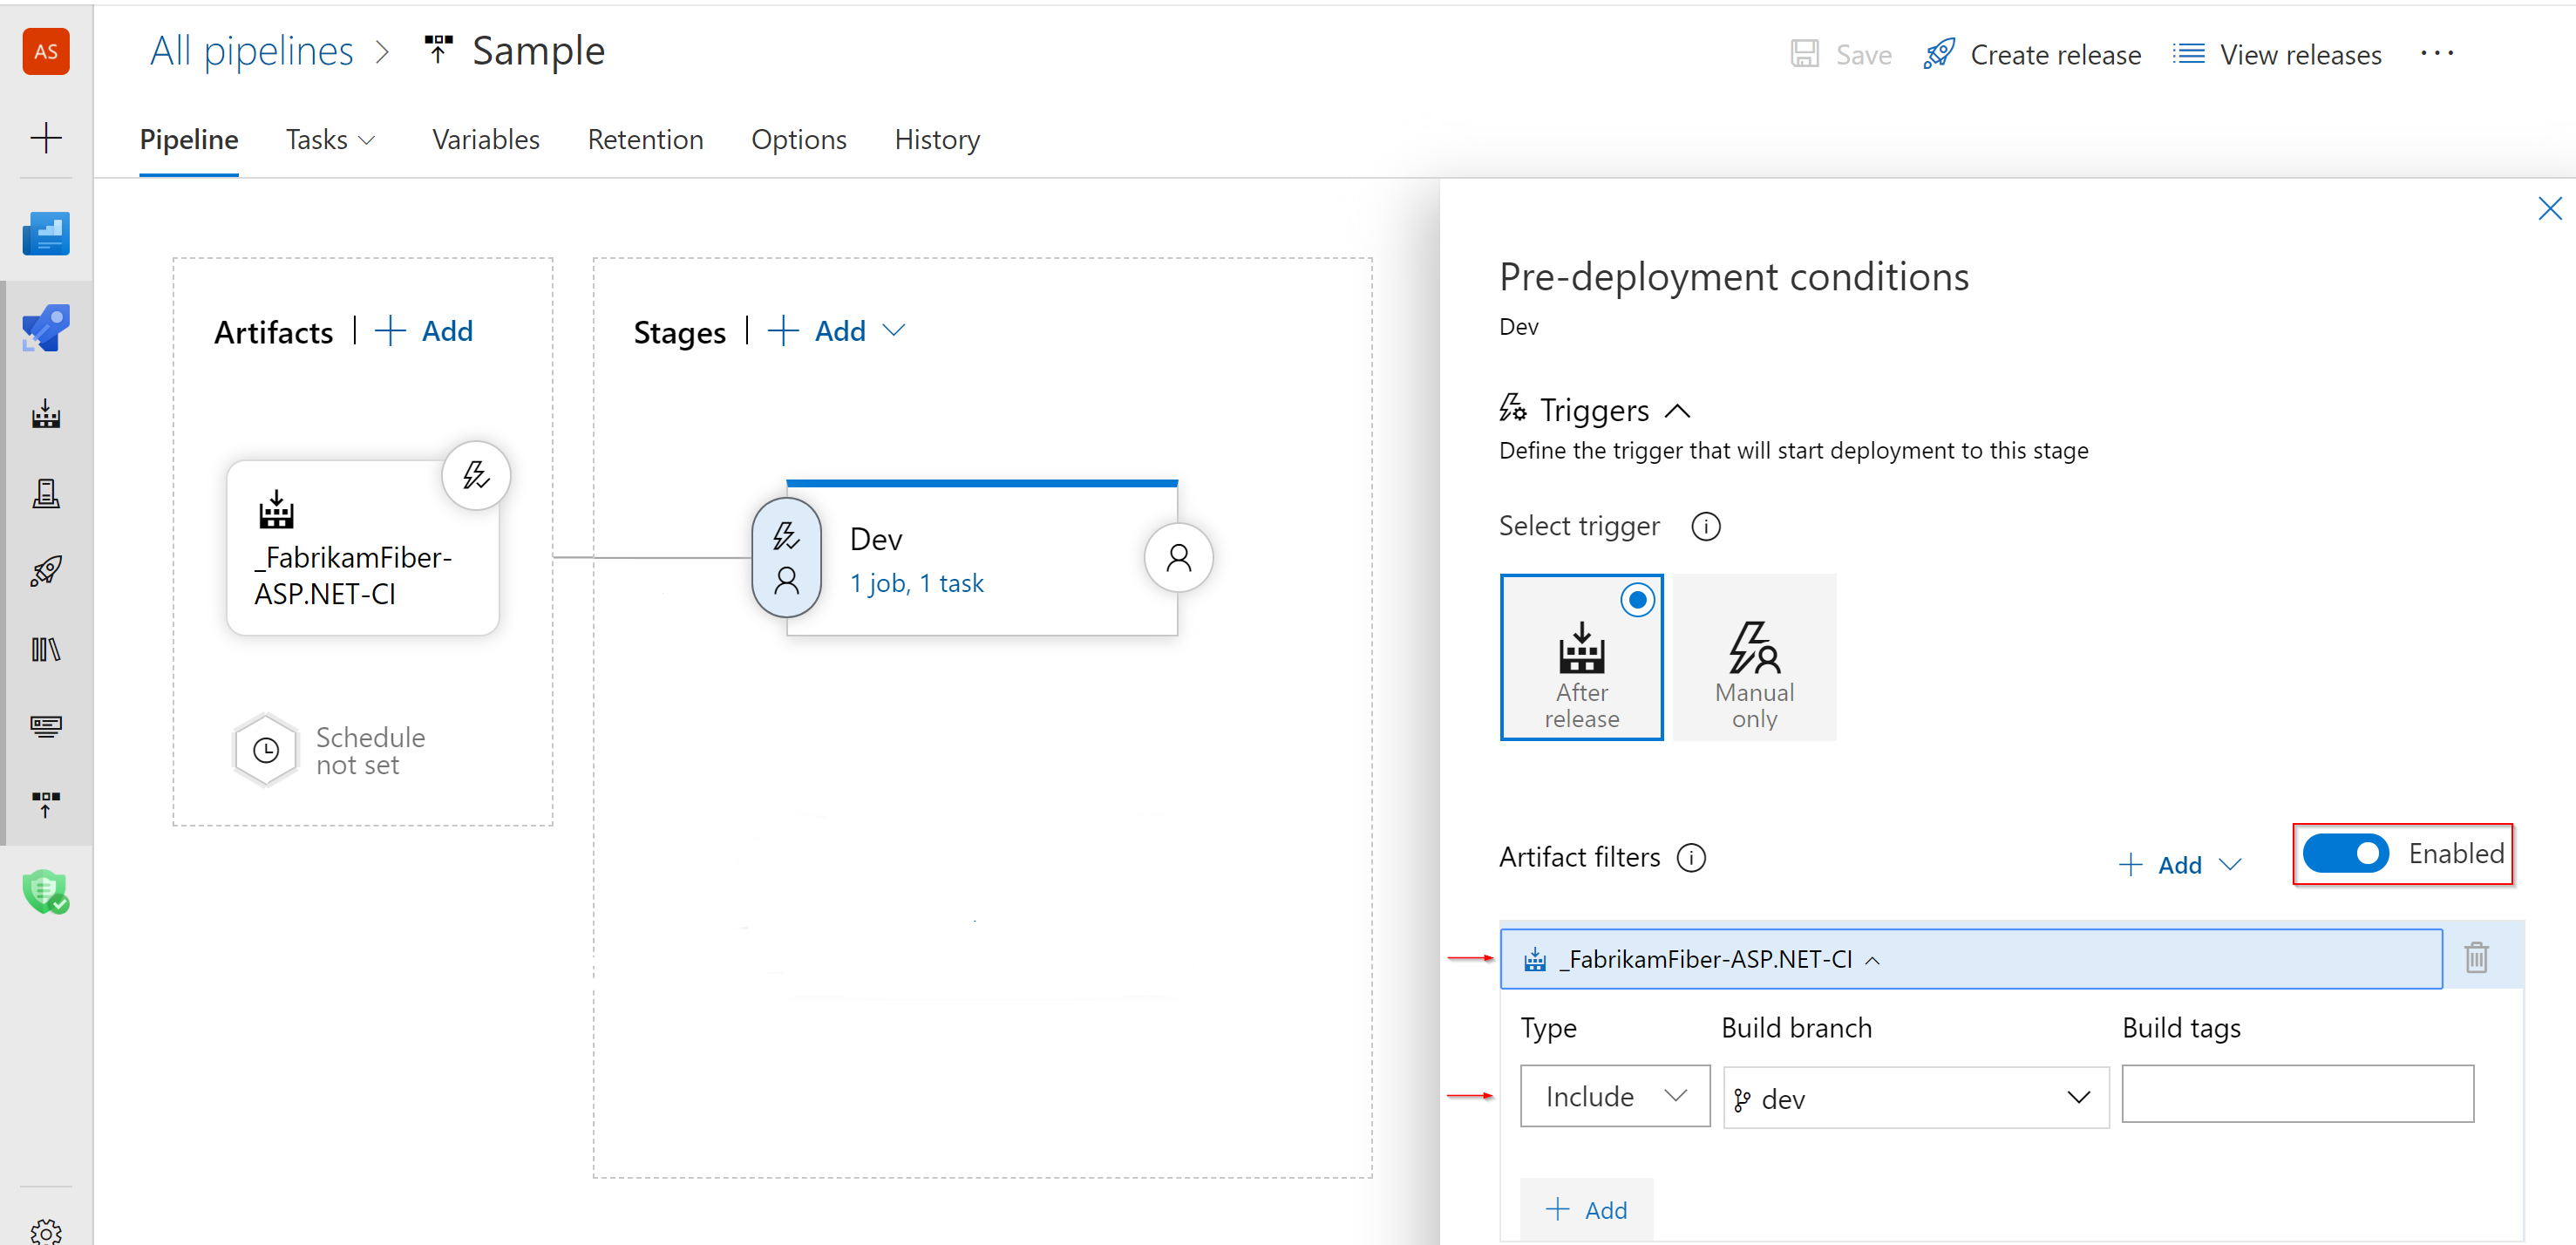 AS
All pipelines > Sample
Save Create release View releases ...
Pipeline Tasks Variables Retention Options History
Artifacts | + Add
Stages | + Add
_FabrikamFiber-
ASP.NET-CI
Schedule
not set
Dev
1 job, 1 task
Pre-deployment conditions
Dev
Triggers
Define the trigger that will start deployment to this stage
Select trigger
After
release
Manual
only
Artifact filters
+ Add
Enabled
_FabrikamFiber-ASP.NET-CI
Type Build branch Build tags
Include dev
+ Add